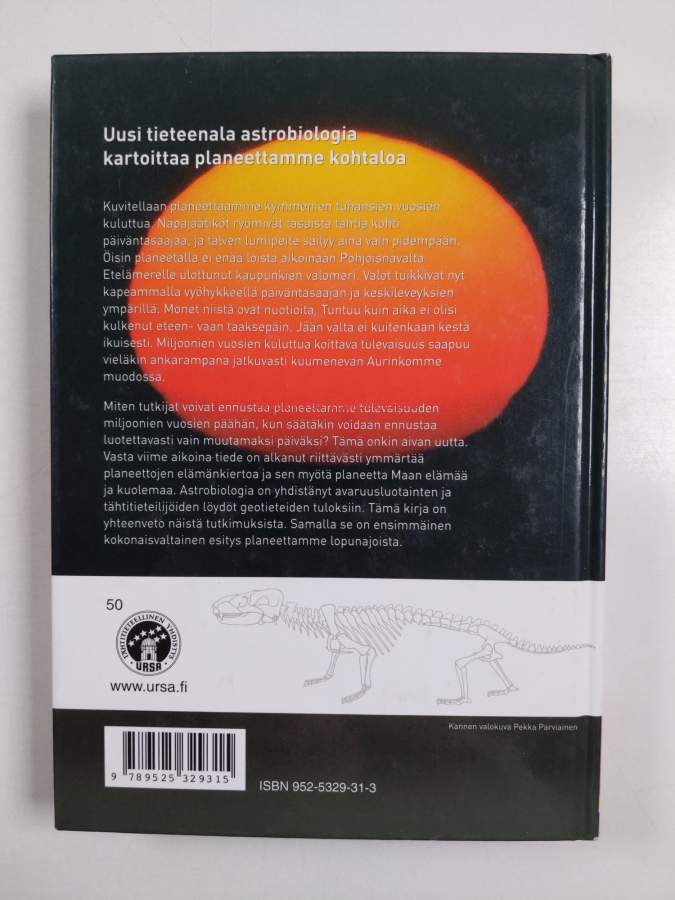 Uusi tieteenala astrobiologia
kartoittaa planeettamme kohtaloa
Kuvitellaan planeettaamme kymmenien tuhansien vuosien
kuluttua. Napajäätiköt ryömivät tasaista tahtia kohti
päiväntasaajaa, ja talven lumipeite säilyy aina vain pidempään.
Öisin planeetalla ei enää loista aikoinaan Pohjoisnavalta
Etelämerelle ulottunut kaupunkien valomeri. Valot tuikkivat nyt
kapeammalla vyöhykkeellä päiväntasaajan ja keskileveyksien
ympärillä. Monet niistä ovat nuotioita, Tuntuu kuin aika ei olisi
kulkenut eteen- vaan taaksepäin. Jään valta ei kuitenkaan kestä
ikuisesti. Miljoonien vuosien kuluttua koittava tulevaisuus saapuu
vieläkin ankarampana jatkuvasti kuumenevan Aurinkomme
muodossa.
Miten tutkijat voivat ennustaa planeettamme tulevaisuuden
miljoonien vuosien päähän, kun säätäkin voidaan ennustaa
luotettavasti vain muutamaksi päiväksi? Tämä onkin aivan uutta.
Vasta viime aikoina tiede on alkanut riittävästi ymmärtää
planeettojen elämänkiertoa ja sen myötä planeetta Maan elämää
ja kuolemaa. Astrobiologia on yhdistänyt avaruusluotainten ja
tähtitieteilijöiden löydöt geotieteiden tuloksiin. Tämä kirja on
yhteenveto näistä tutkimuksista. Samalla se on ensimmäinen
kokonaisvaltainen esitys planeettamme lopunajoista.
50
TÄHTITIETEELLINEN YHDISTYS
URSA
www.ursa.fi
Kannen valokuva Pekka Parviainen
9 789525 329315
ISBN 952-5329-31-3